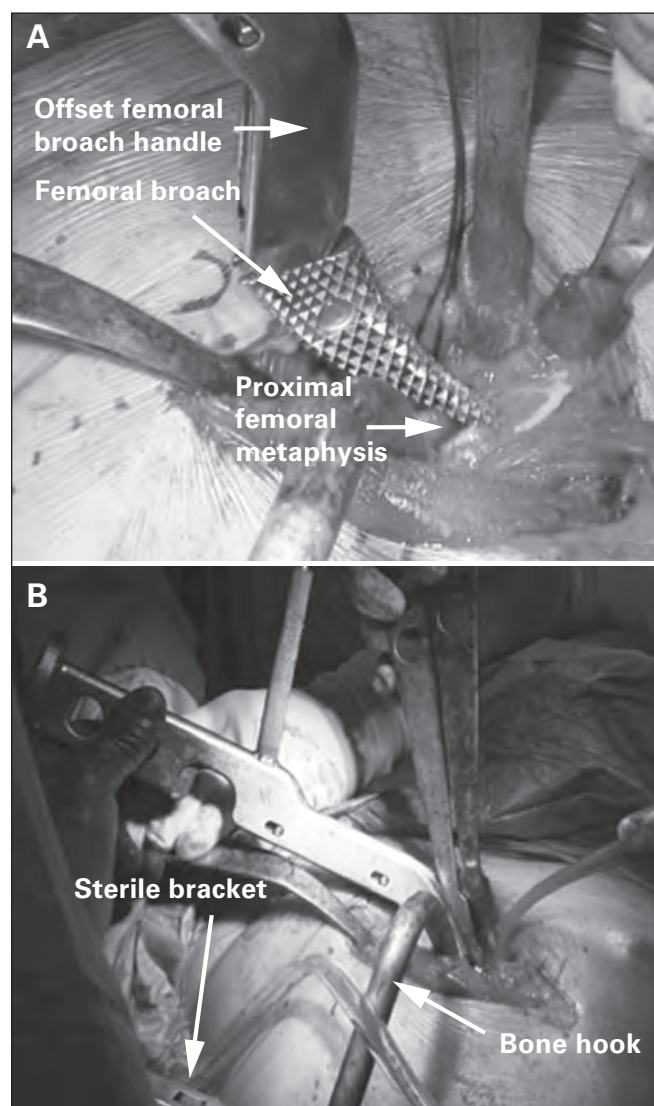 A
Offset femoral
broach handle
Femoral broach
Proximal
femoral
metaphysis
B
Sterile bracket
Bone hook